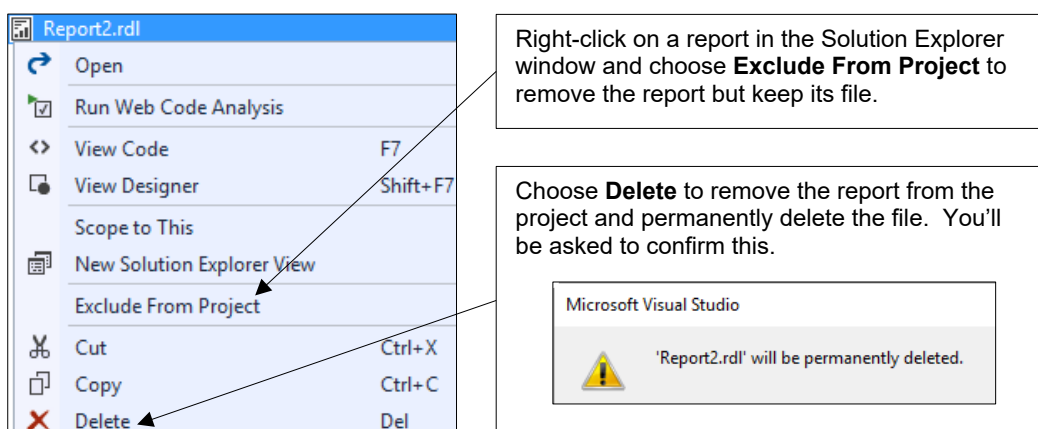 Report2.rdl
Open
Run Web Code Analysis
View Code F7
View Designer Shift+F7
Scope to This
New Solution Explorer View
Exclude From Project
Cut Ctrl+X
Copy Ctrl+C
Delete Del
Right-click on a report in the Solution Explorer
window and choose Exclude From Project to
remove the report but keep its file.
Choose Delete to remove the report from the
project and permanently delete the file.  You’ll
be asked to confirm this.
Microsoft Visual Studio
'Report2.rdl' will be permanently deleted.